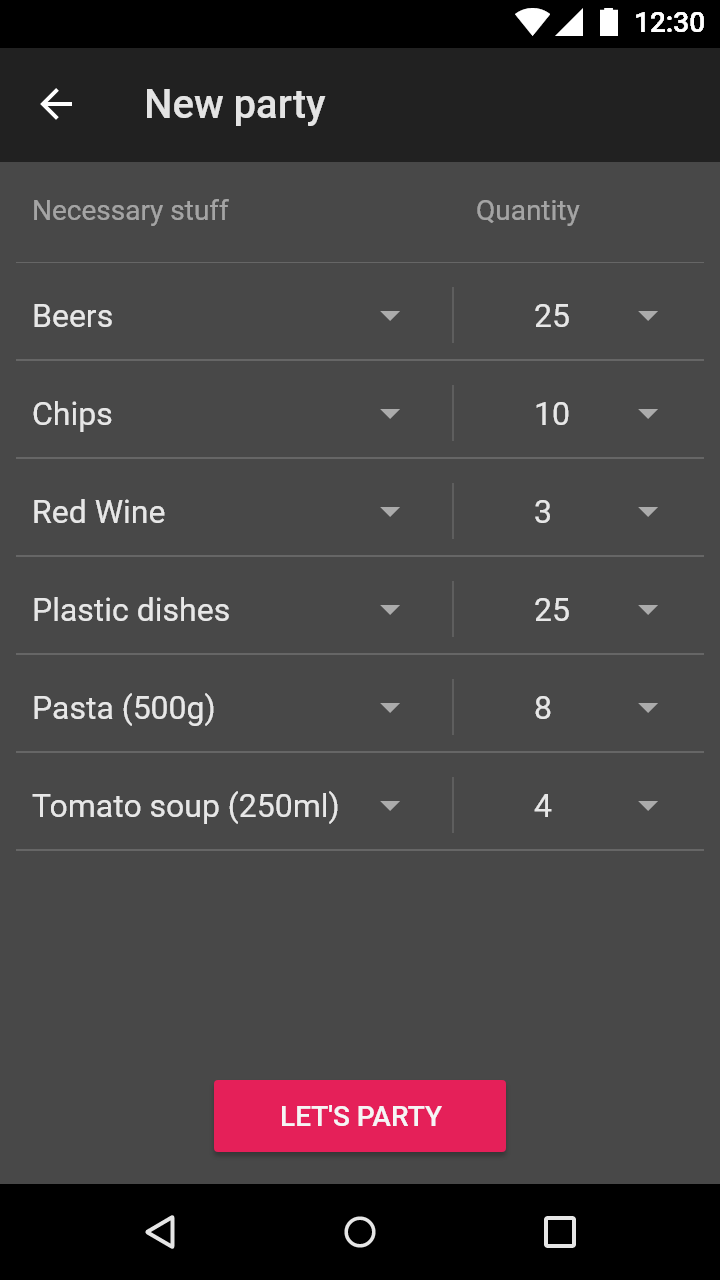 12:30
New party
Necessary stuff Quantity
Beers 25
Chips 10
Red Wine 3
Plastic dishes 25
Pasta (500g) 8
Tomato soup (250ml) 4
LET'S PARTY